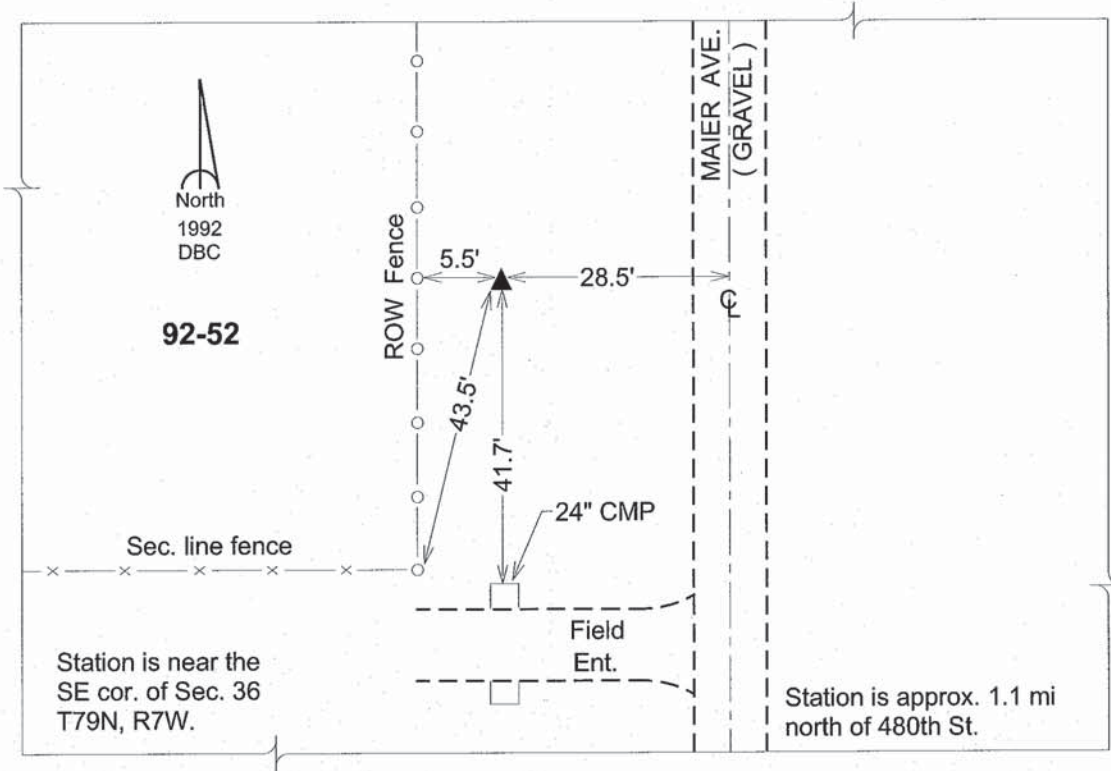 MAIER AVE.
( GRAVEL )
North
1992
DBC
92-52
ROW Fence
5.5'
28.5'
℄
43.5'
41.7'
24" CMP
Sec. line fence
Field
Ent.
Station is near the
SE cor. of Sec. 36
T79N, R7W.
Station is approx. 1.1 mi
north of 480th St.